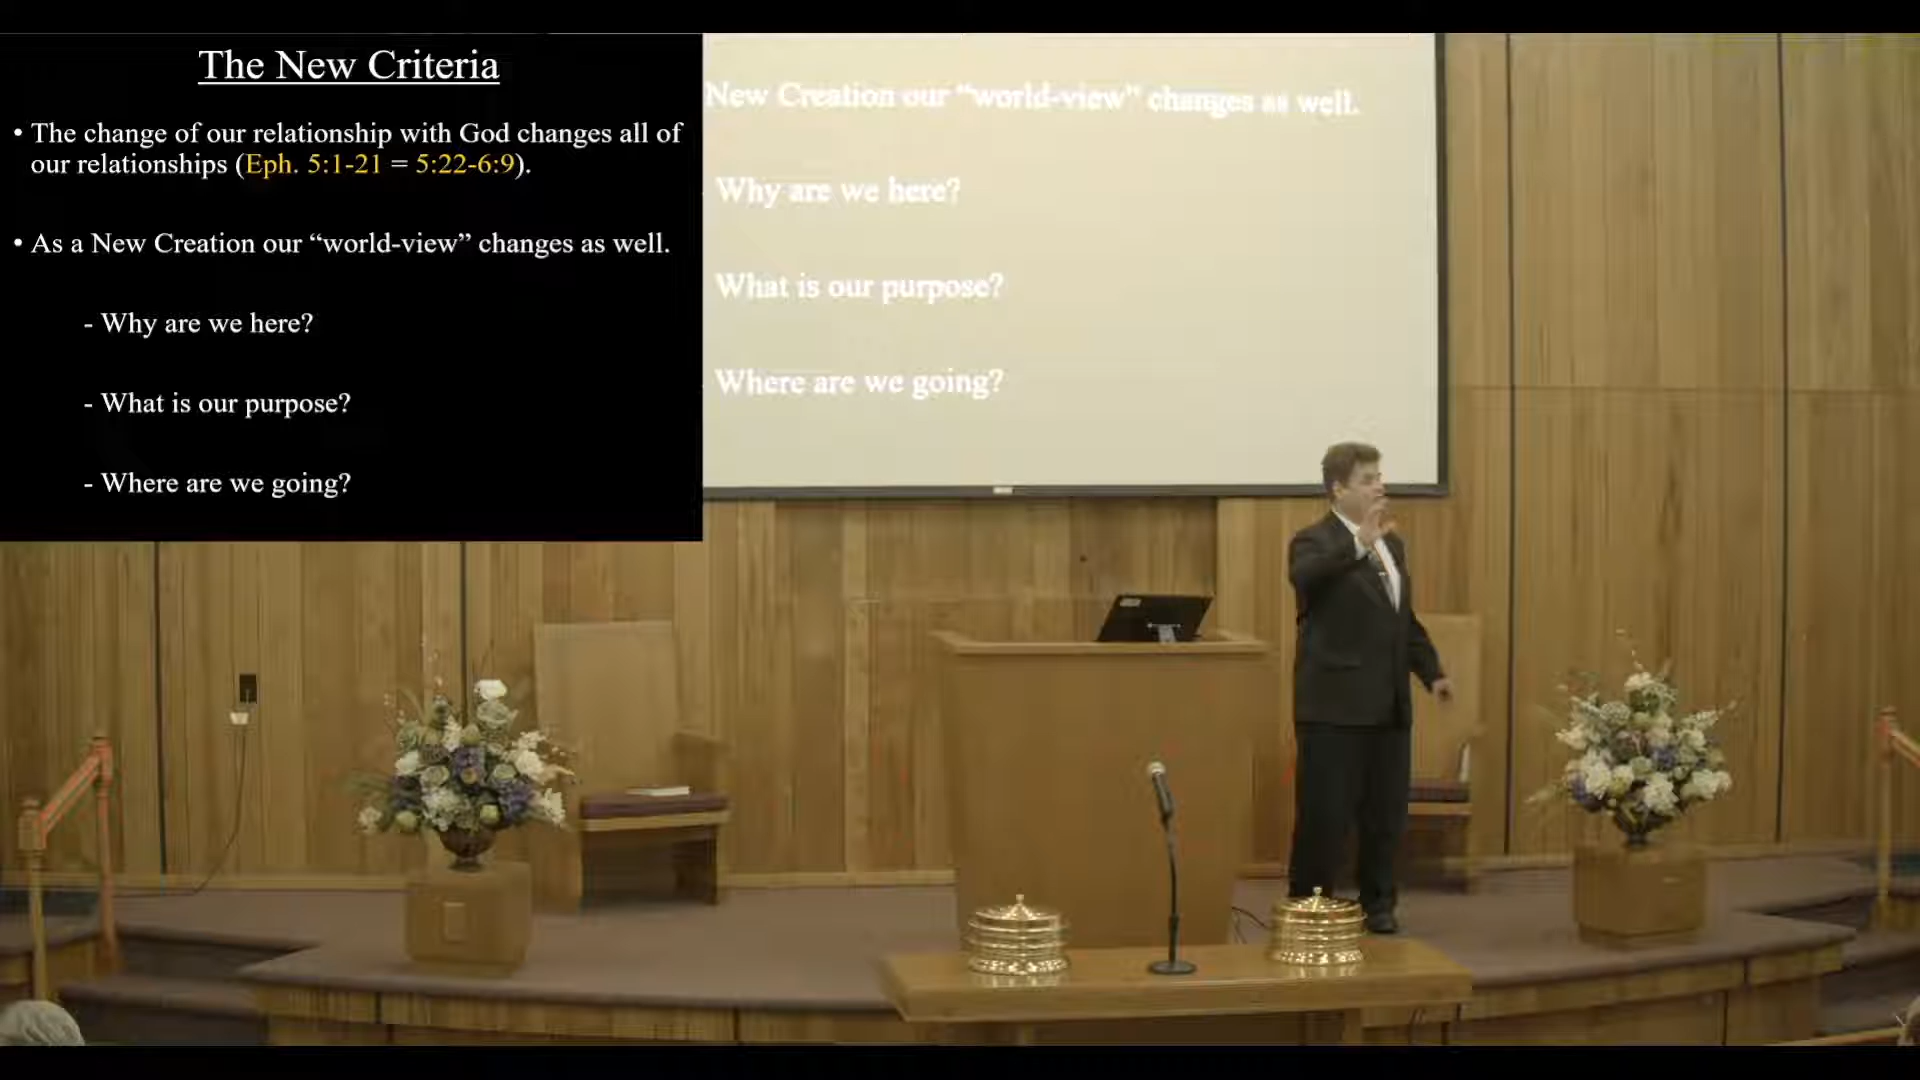 The New Criteria
• The change of our relationship with God changes all of
our relationships (Eph. 5:1-21 = 5:22-6:9).
• As a New Creation our “world-view” changes as well.
- Why are we here?
- What is our purpose?
- Where are we going?
New Creation our “world-view” changes as well.
Why are we here?
What is our purpose?
Where are we going?